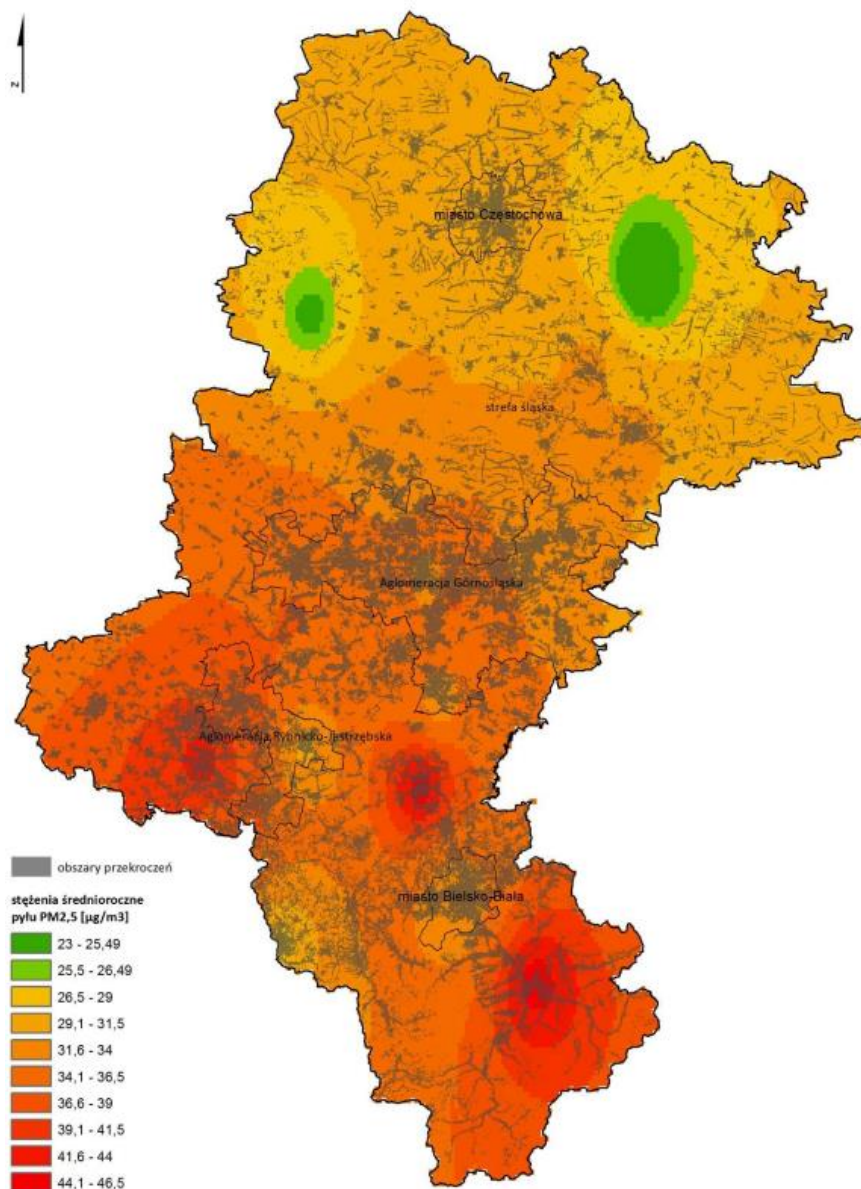 z
miasto Częstochowa
strefa śląska
Aglomeracja Górnośląska
Aglomeracja Rybnicko-Jastrzębska
miasto Bielsko-Biała
obszary przekroczeń
stężenia średnioroczne
pyłu PM2,5 [µg/m3]
23 - 25,49
25,5 - 26,49
26,5 - 29
29,1 - 31,5
31,6 - 34
34,1 - 36,5
36,6 - 39
39,1 - 41,5
41,6 - 44
44,1 - 46,5